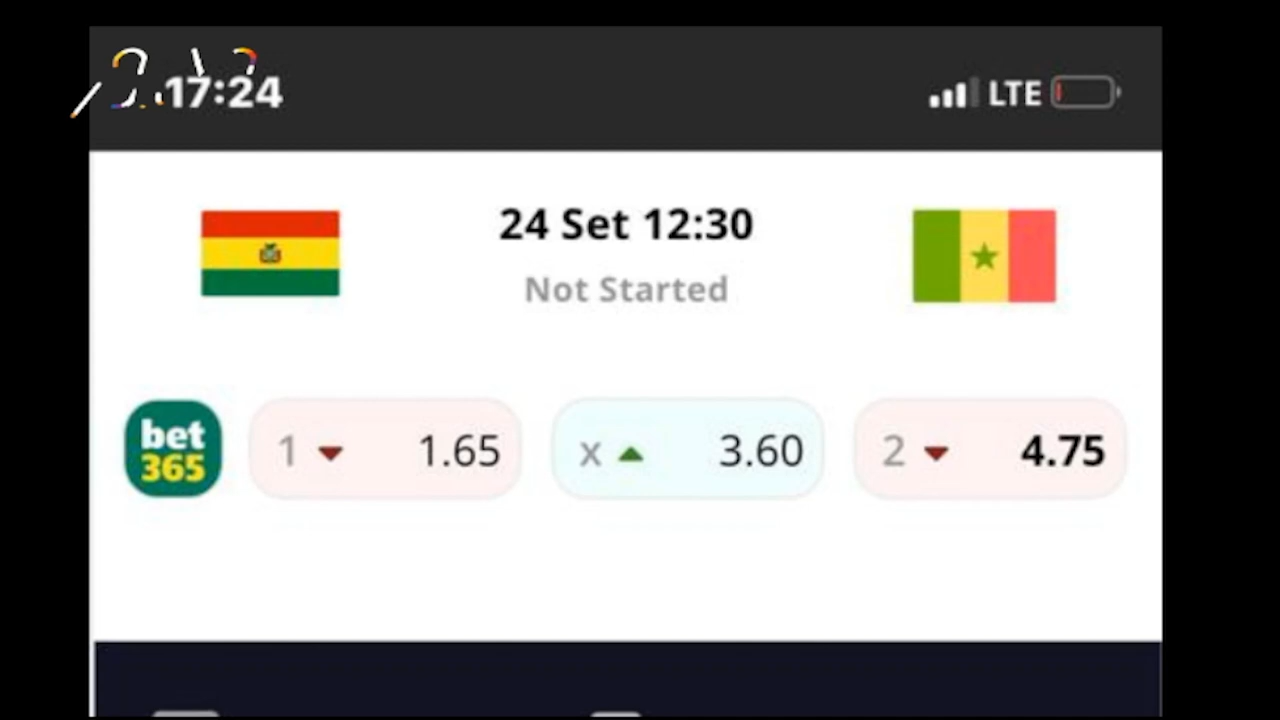 17:24 LTE
24 Set 12:30
Not Started
bet
365
1 1.65 x 3.60 2 4.75